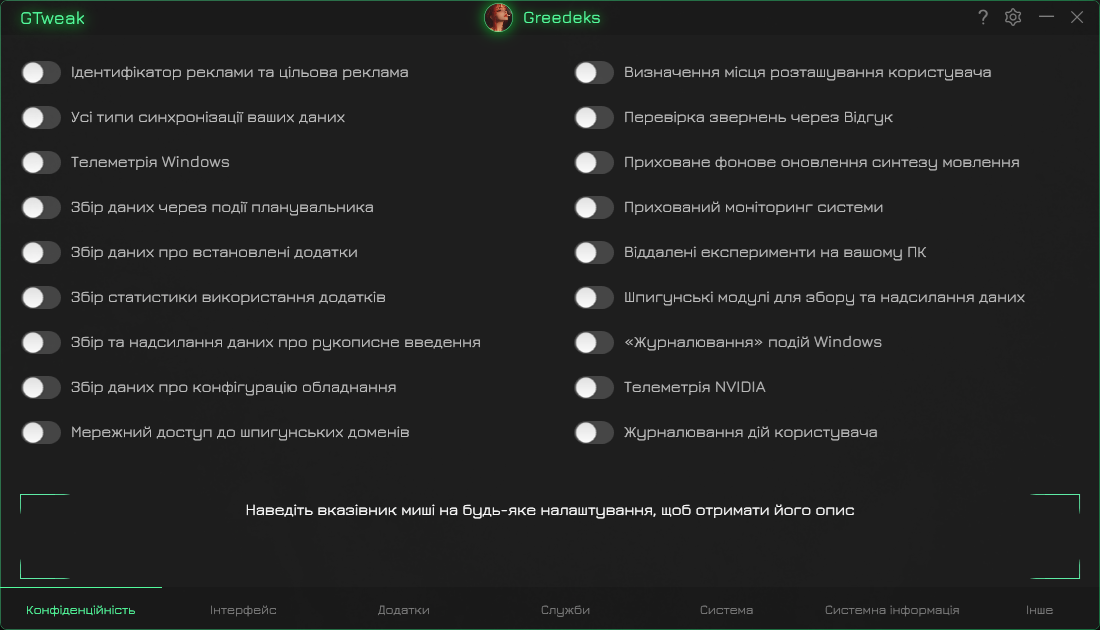 GTweak
Greedeks
?
Ідентифікатор реклами та цільова реклама
Усі типи синхронізації ваших даних
Телеметрія Windows
Збір даних через події планувальника
Збір даних про встановлені додатки
Збір статистики використання додатків
Збір та надсилання даних про рукописне введення
Збір даних про конфігурацію обладнання
Мережний доступ до шпигунських доменів
Визначення місця розташування користувача
Перевірка звернень через Відгук
Приховане фонове оновлення синтезу мовлення
Прихований моніторинг системи
Віддалені експерименти на вашому ПК
Шпигунські модулі для збору та надсилання даних
«Журналювання» подій Windows
Телеметрія NVIDIA
Журналювання дій користувача
Наведіть вказівник миші на будь-яке налаштування, щоб отримати його опис
Конфіденційність
Інтерфейс
Додатки
Служби
Система
Системна інформація
Інше